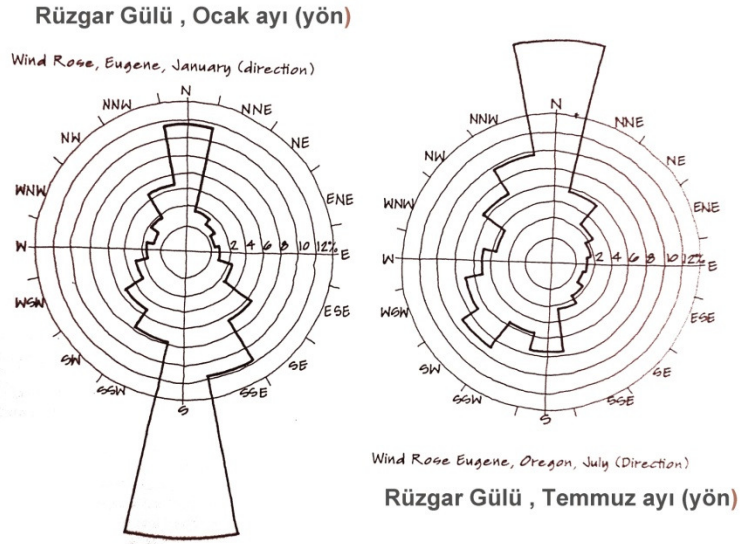 Rüzgar Gülü , Ocak ayı (yön)
Wind Rose, Eugene, January (direction)
N
NNE
NE
ENE
E
ESE
SE
SSE
S
SSW
SW
WSW
W
WNW
NW
NNW
2 4 6 8 10 12%
N
NNE
NE
ENE
E
ESE
SE
SSE
S
SSW
SW
WSW
W
WNW
NW
NNW
2 4 6 8 10 12%
Wind Rose Eugene, Oregon, July (Direction)
Rüzgar Gülü , Temmuz ayı (yön)